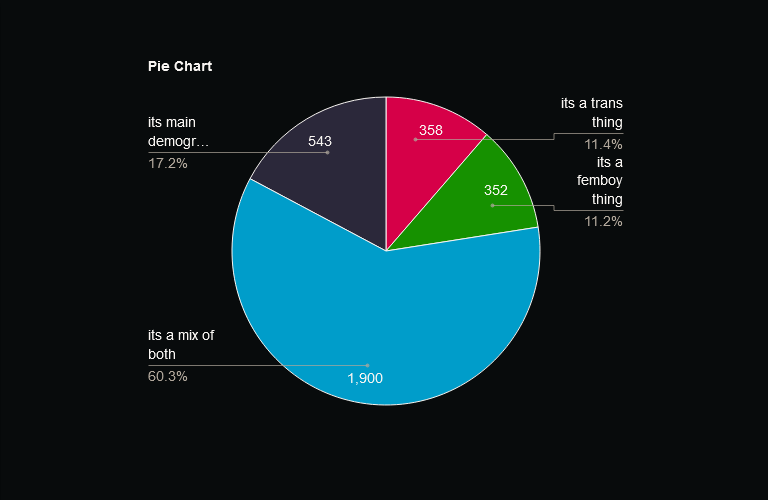 Pie Chart
its main
demogr…
17.2%
543
358
its a trans
thing
11.4%
its a
femboy
thing
11.2%
352
its a mix of
both
60.3%
1,900